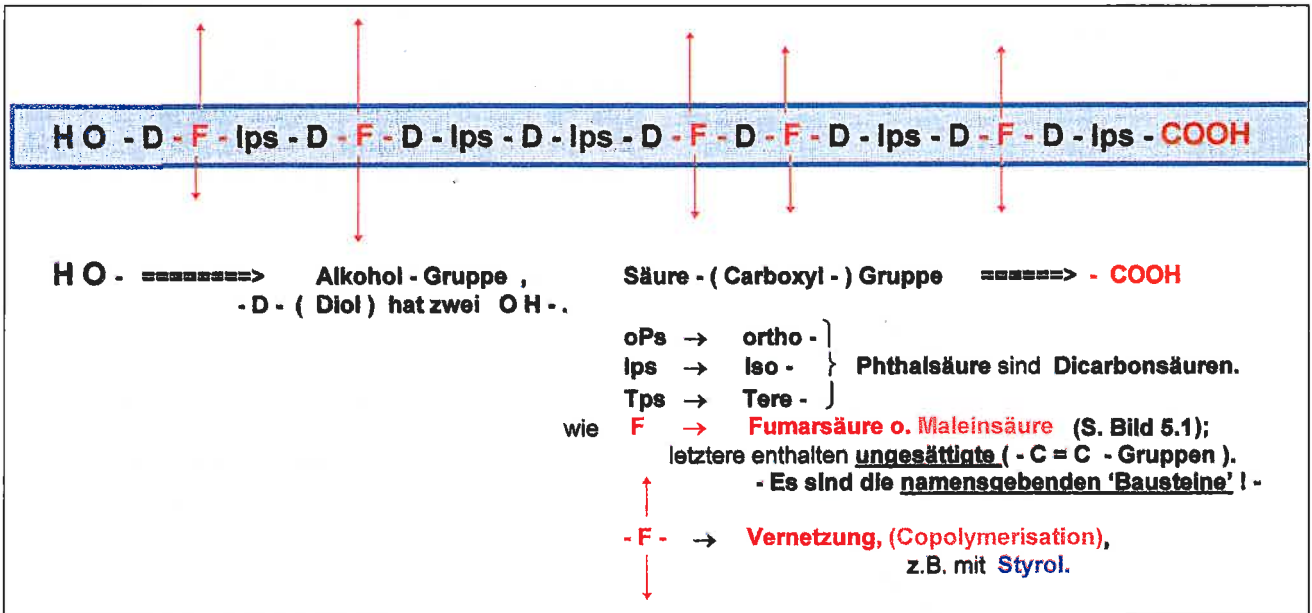 H O - D - F - Ips - D - F - D - Ips - D - Ips - D - F - D - F - D - Ips - D - F - D - Ips - COOH
H O - ========> Alkohol - Gruppe , Säure - ( Carboxyl - ) Gruppe ======> - COOH
- D - ( Diol ) hat zwei O H - .
oPs → ortho -
Ips → Iso - } Phthalsäure sind Dicarbonsäuren.
Tps → Tere -
wie F → Fumarsäure o. Maleinsäure (S. Bild 5.1);
letztere enthalten ungesättigte ( - C = C - Gruppen ).
- Es sind die namensgebenden 'Bausteine' ! -
- F - → Vernetzung, (Copolymerisation),
z.B. mit Styrol.